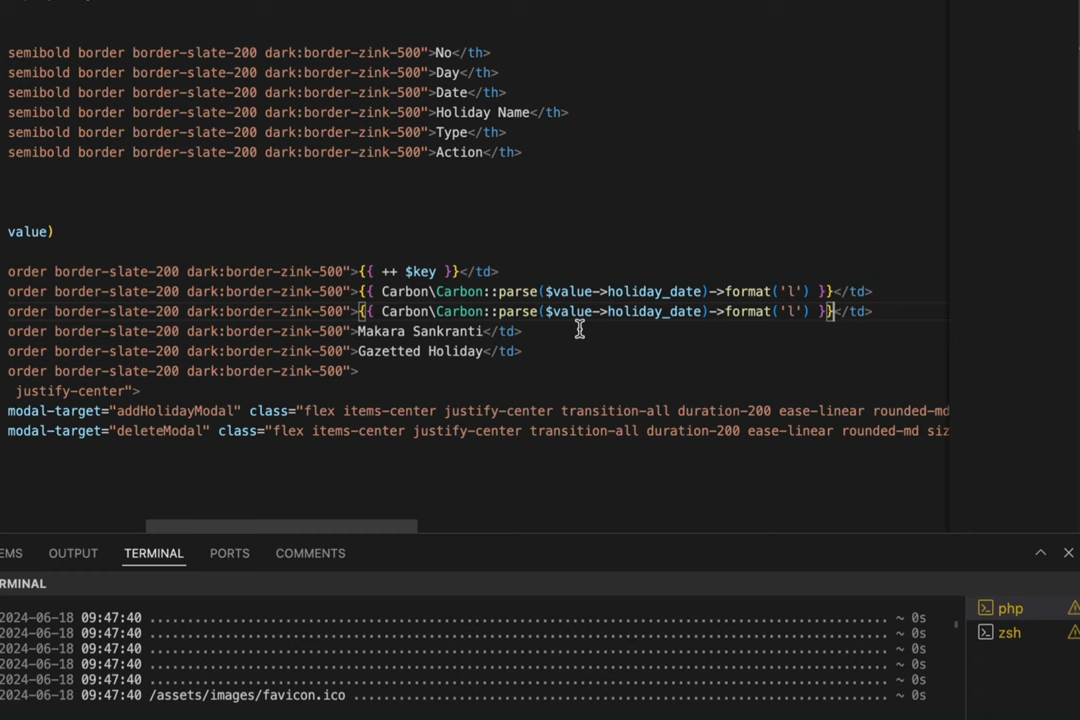 semibold border border-slate-200 dark:border-zink-500">No</th>
semibold border border-slate-200 dark:border-zink-500">Day</th>
semibold border border-slate-200 dark:border-zink-500">Date</th>
semibold border border-slate-200 dark:border-zink-500">Holiday Name</th>
semibold border border-slate-200 dark:border-zink-500">Type</th>
semibold border border-slate-200 dark:border-zink-500">Action</th>
value)
order border-slate-200 dark:border-zink-500">{{ ++ $key }}</td>
order border-slate-200 dark:border-zink-500">{{ Carbon\Carbon::parse($value->holiday_date)->format('l') }}</td>
order border-slate-200 dark:border-zink-500">{{ Carbon\Carbon::parse($value->holiday_date)->format('l') }}</td>
order border-slate-200 dark:border-zink-500">Makara Sankranti</td>
order border-slate-200 dark:border-zink-500">Gazetted Holiday</td>
order border-slate-200 dark:border-zink-500">
justify-center">
modal-target="addHolidayModal" class="flex items-center justify-center transition-all duration-200 ease-linear rounded-md
modal-target="deleteModal" class="flex items-center justify-center transition-all duration-200 ease-linear rounded-md siz
EMS OUTPUT TERMINAL PORTS COMMENTS
RMINAL
2024-06-18 09:47:40 ~ 0s
2024-06-18 09:47:40 ~ 0s
2024-06-18 09:47:40 ~ 0s
2024-06-18 09:47:40 ~ 0s
2024-06-18 09:47:40 ~ 0s
2024-06-18 09:47:40 /assets/images/favicon.ico ~ 0s
php
zsh